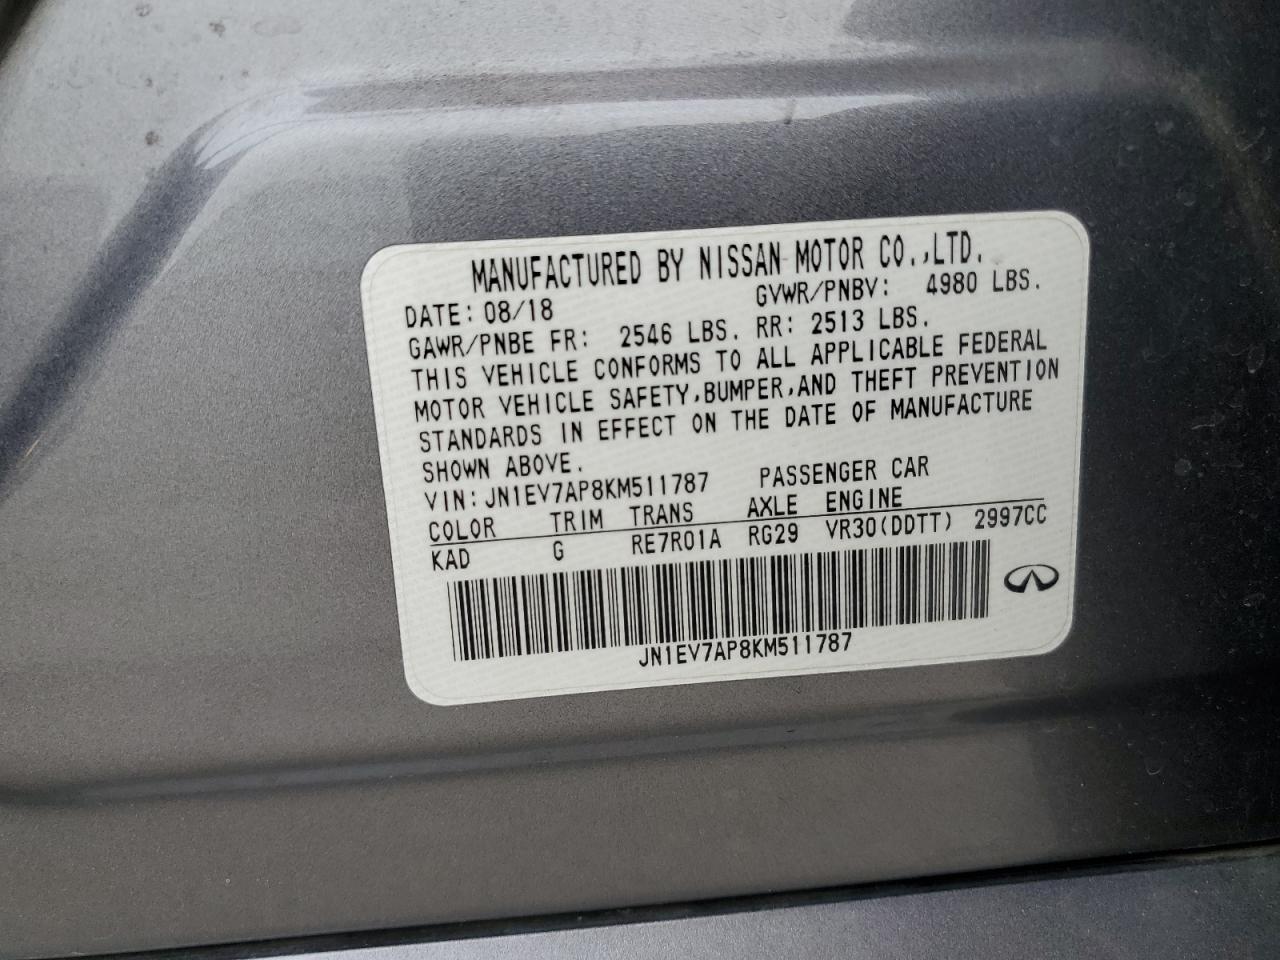 MANUFACTURED BY NISSAN MOTOR CO.,LTD.
DATE: 08/18 GVWR/PNBV: 4980 LBS.
GAWR/PNBE FR: 2546 LBS. RR: 2513 LBS.
THIS VEHICLE CONFORMS TO ALL APPLICABLE FEDERAL
MOTOR VEHICLE SAFETY,BUMPER,AND THEFT PREVENTION
STANDARDS IN EFFECT ON THE DATE OF MANUFACTURE
SHOWN ABOVE.
VIN: JN1EV7AP8KM511787 PASSENGER CAR
COLOR TRIM TRANS AXLE ENGINE
KAD G RE7R01A RG29 VR30(DDTT) 2997CC
JN1EV7AP8KM511787